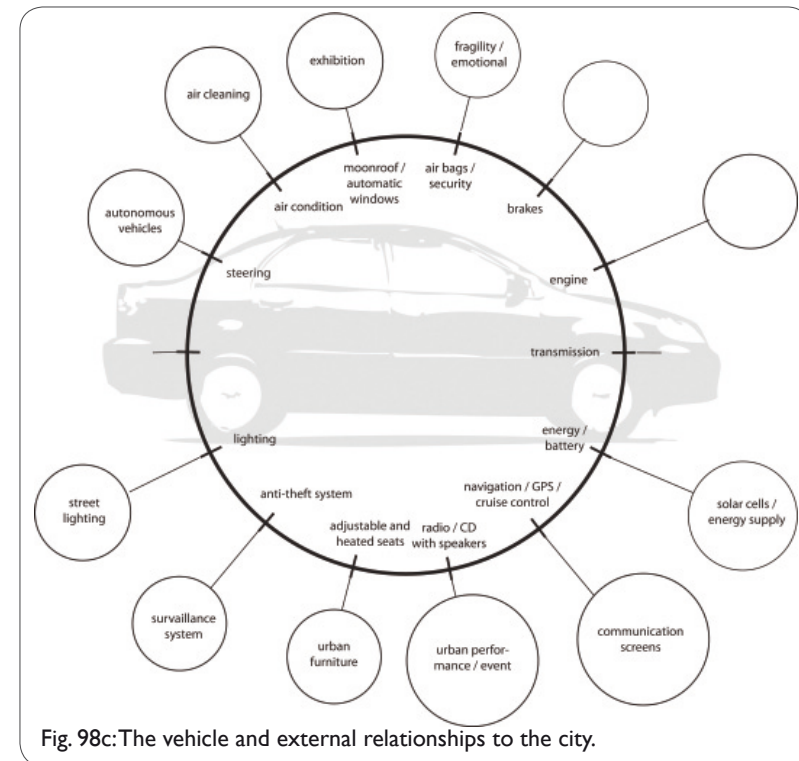 fragility /
emotional
exhibition
air cleaning
moonroof /
automatic
windows
air bags /
security
air condition
brakes
autonomous
vehicles
steering
engine
transmission
lighting
energy /
battery
anti-theft system
navigation / GPS /
cruise control
street
lighting
solar cells /
energy supply
adjustable and
heated seats
radio / CD
with speakers
survaillance
system
urban
furniture
urban perfor-
mance / event
communication
screens
Fig. 98c: The vehicle and external relationships to the city.